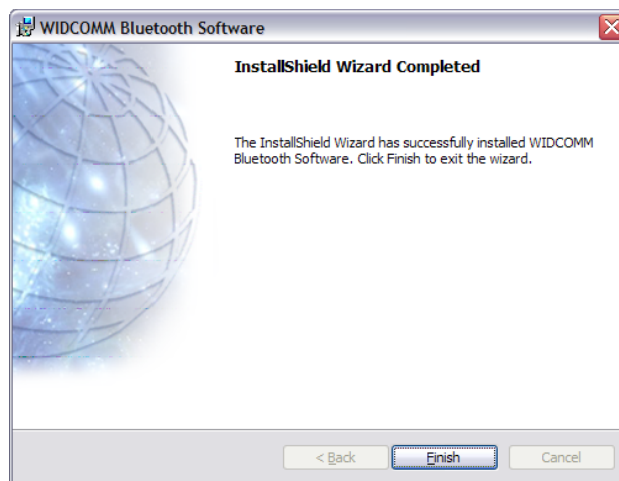 WIDCOMM Bluetooth Software
InstallShield Wizard Completed
The InstallShield Wizard has successfully installed WIDCOMM
Bluetooth Software. Click Finish to exit the wizard.
< Back
Finish
Cancel